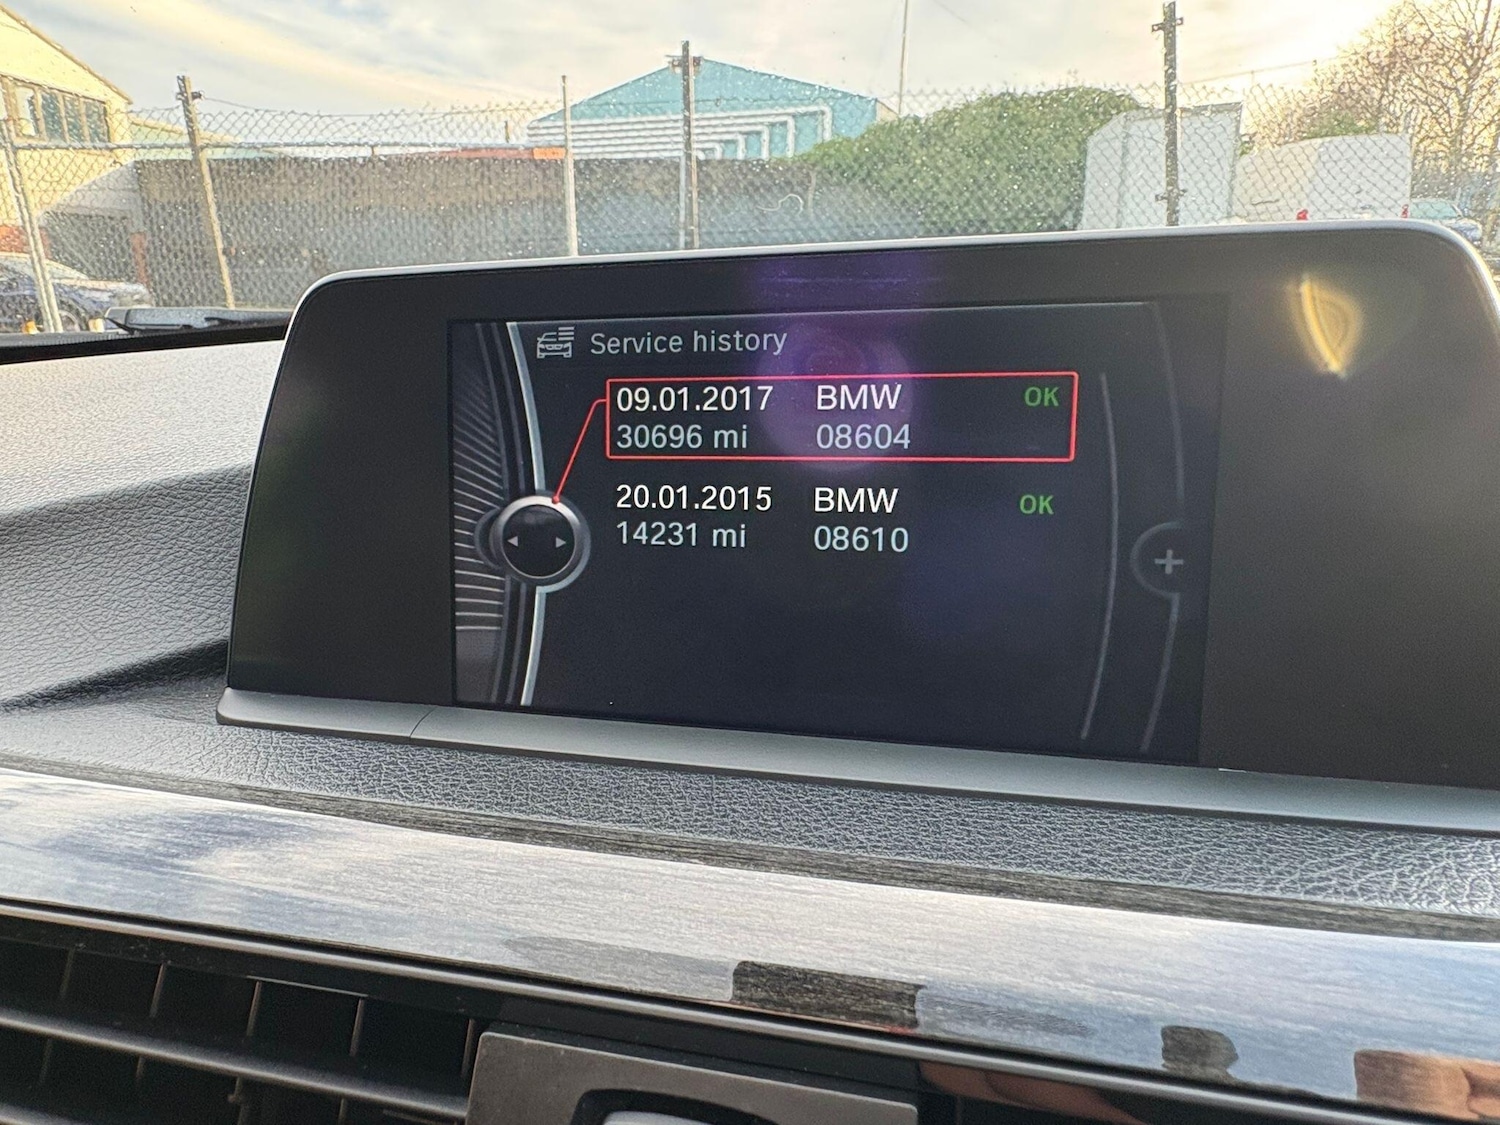 Service history
09.01.2017 BMW OK
30696 mi 08604
20.01.2015 BMW OK
14231 mi 08610